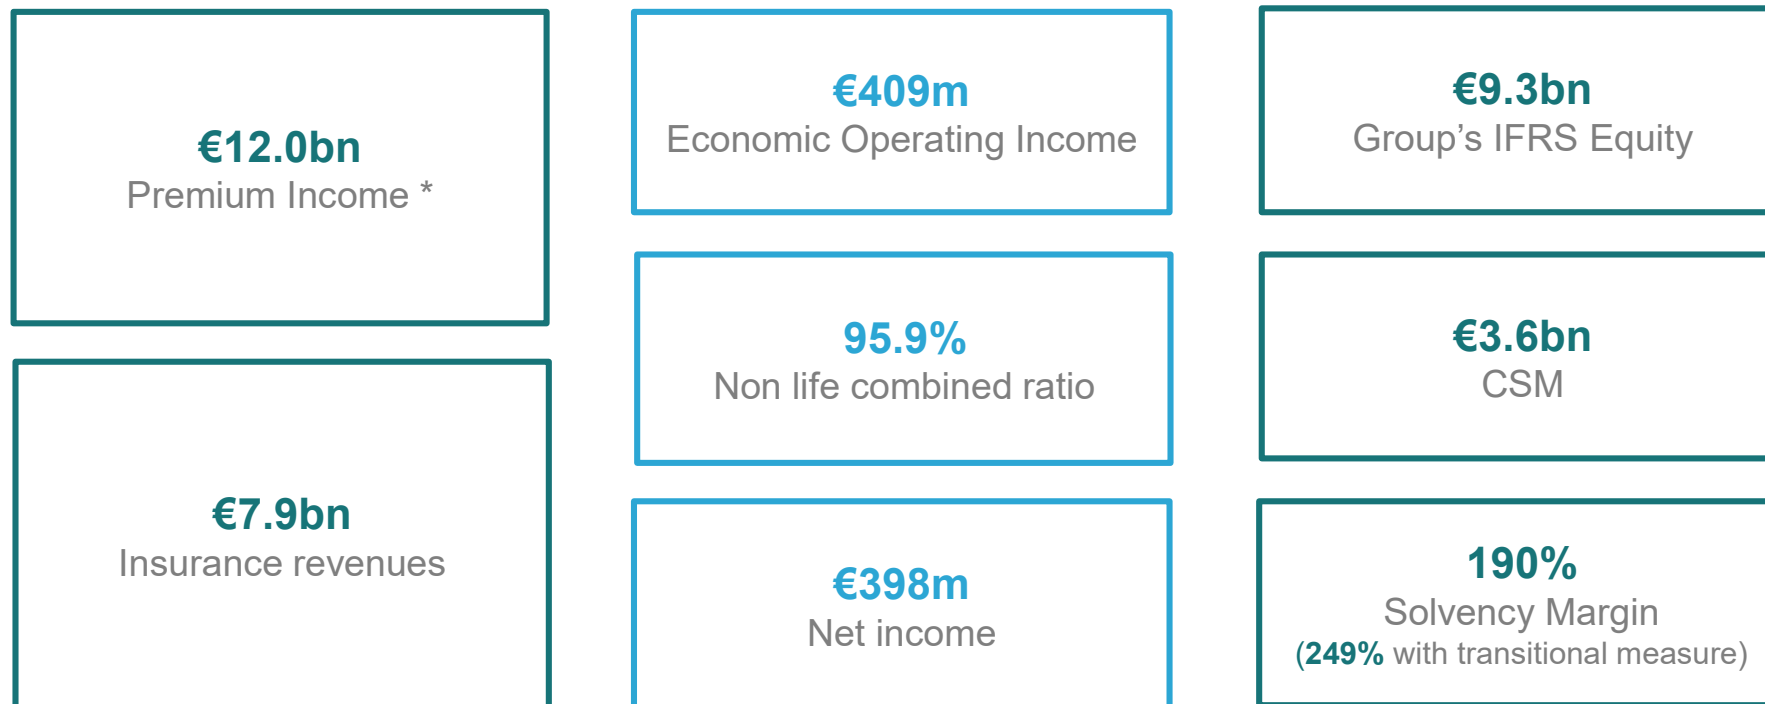 €12.0bn
Premium Income *
€7.9bn
Insurance revenues
€409m
Economic Operating Income
95.9%
Non life combined ratio
€398m
Net income
€9.3bn
Group’s IFRS Equity
€3.6bn
CSM
190%
Solvency Margin
(249% with transitional measure)